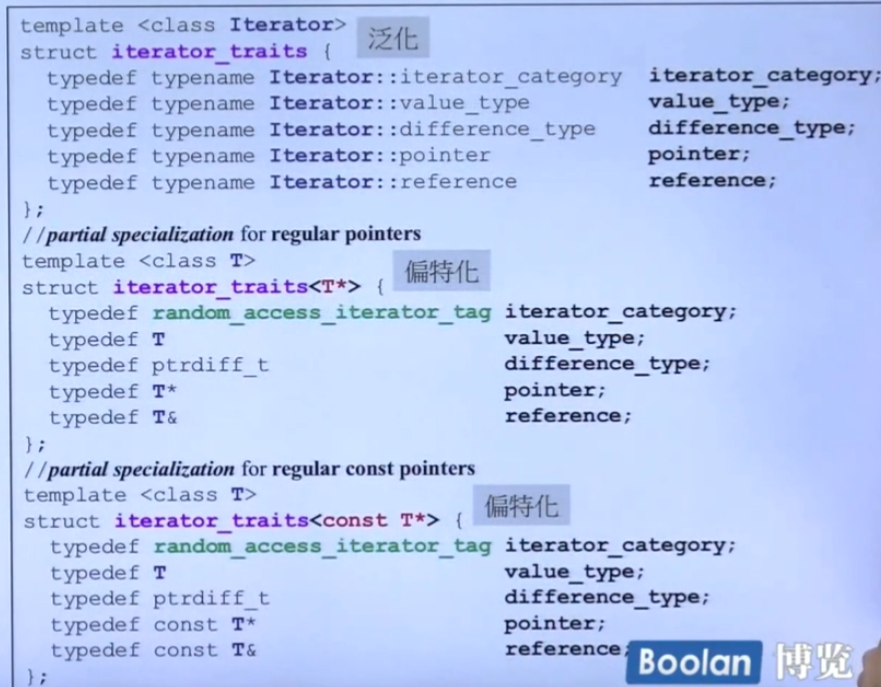 template <class Iterator>
泛化
struct iterator_traits {
typedef typename Iterator::iterator_category iterator_category;
typedef typename Iterator::value_type value_type;
typedef typename Iterator::difference_type difference_type;
typedef typename Iterator::pointer pointer;
typedef typename Iterator::reference reference;
};
//partial specialization for regular pointers
template <class T>
偏特化
struct iterator_traits<T*> {
typedef random_access_iterator_tag iterator_category;
typedef T value_type;
typedef ptrdiff_t difference_type;
typedef T* pointer;
typedef T& reference;
};
//partial specialization for regular const pointers
template <class T>
偏特化
struct iterator_traits<const T*> {
typedef random_access_iterator_tag iterator_category;
typedef T value_type;
typedef ptrdiff_t difference_type;
typedef const T* pointer;
typedef const T& reference;
};
Boolan 博览